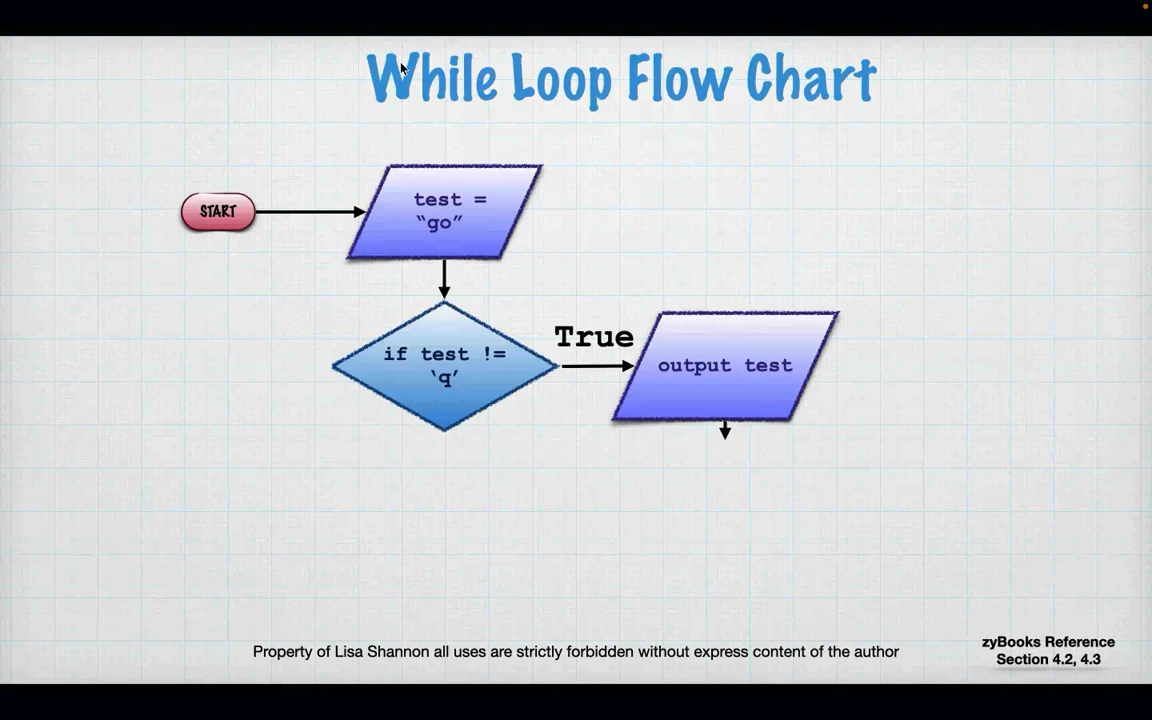 While Loop Flow Chart
START
test =
“go”
if test !=
‘q’
True
output test
Property of Lisa Shannon all uses are strictly forbidden without express content of the author
zyBooks Reference
Section 4.2, 4.3